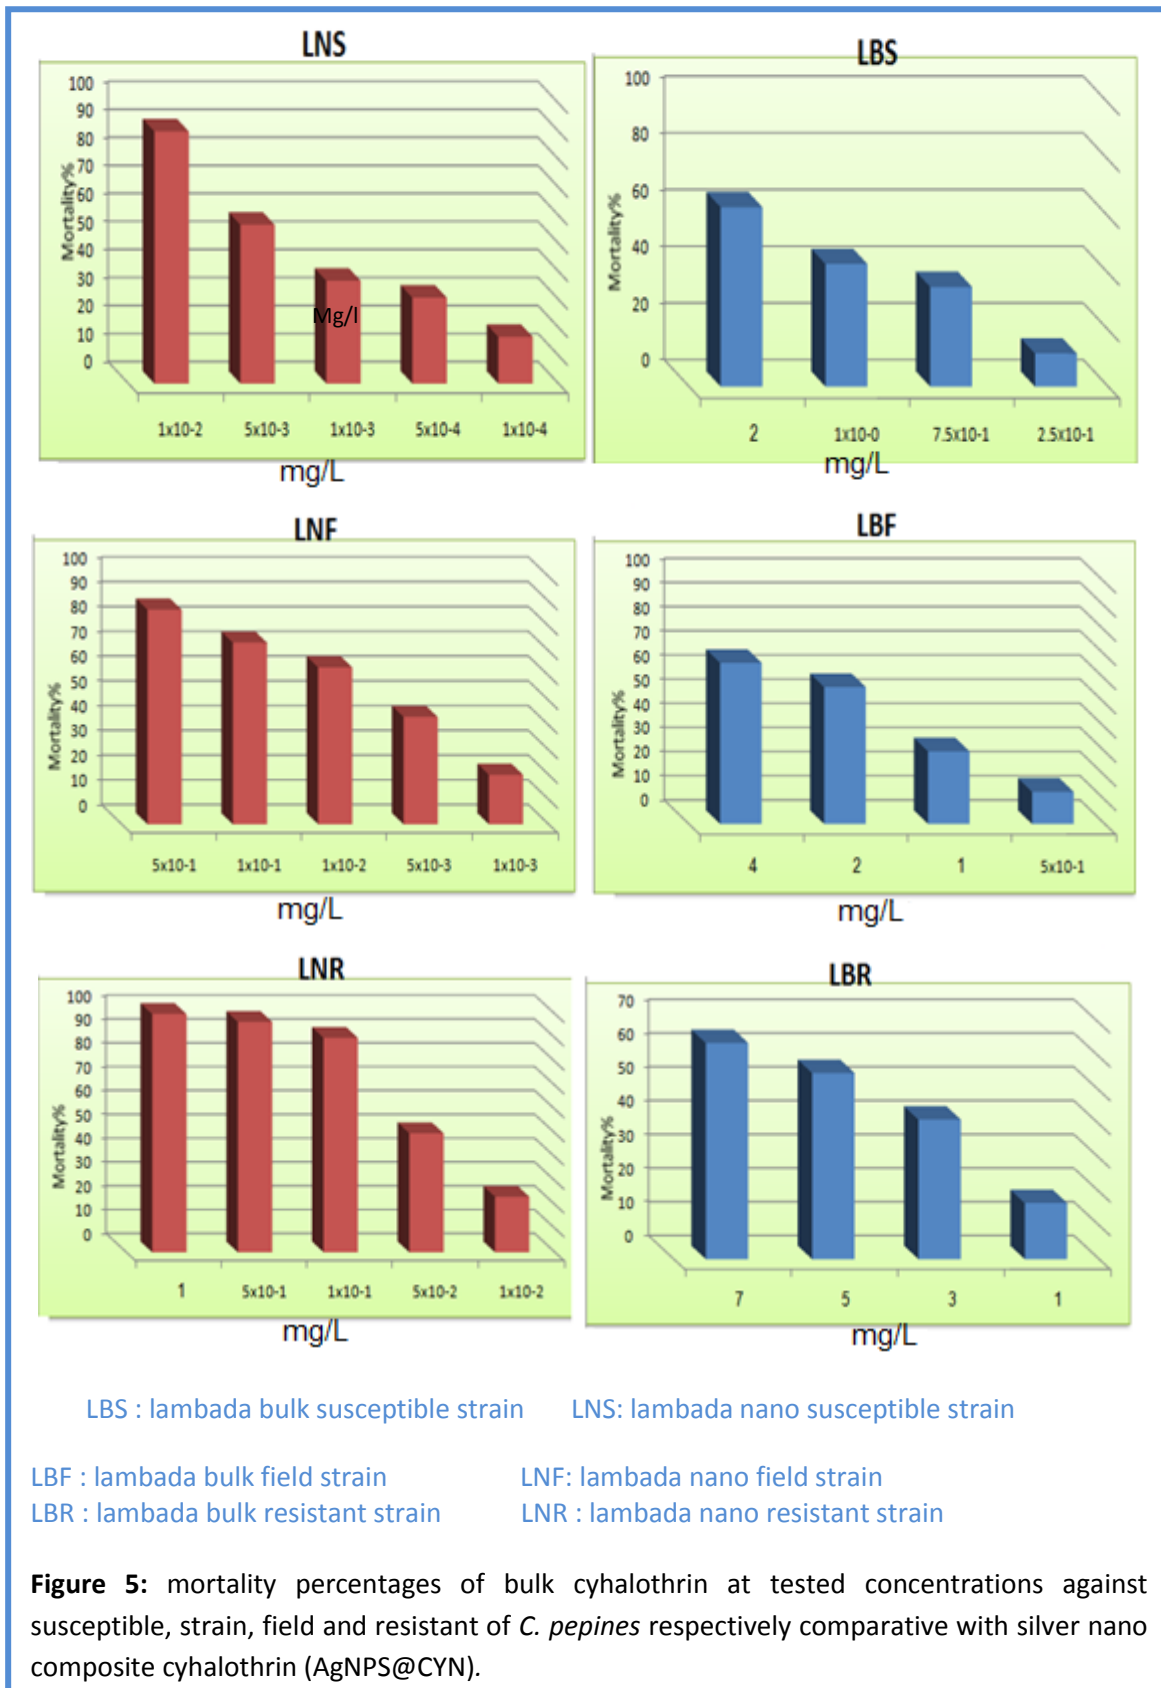 LNS
100
90
80
70
60
50
40
30
20
10
0
Mortality%
Mg/l
1x10-2 5x10-3 1x10-3 5x10-4 1x10-4
mg/L
LBS
100
80
60
40
20
0
Mortality%
2 1x10-0 7.5x10-1 2.5x10-1
mg/L
LNF
100
90
80
70
60
50
40
30
20
10
0
Mortality%
5x10-1 1x10-1 1x10-2 5x10-3 1x10-3
mg/L
LBF
100
90
80
70
60
50
40
30
20
10
0
Mortality%
4 2 1 5x10-1
mg/L
LNR
100
90
80
70
60
50
40
30
20
10
0
Mortality%
1 5x10-1 1x10-1 5x10-2 1x10-2
mg/L
LBR
70
60
50
40
30
20
10
0
Mortality%
7 5 3 1
mg/L
LBS : lambada bulk susceptible strain LNS: lambada nano susceptible strain
LBF : lambada bulk field strain LNF: lambada nano field strain
LBR : lambada bulk resistant strain LNR : lambada nano resistant strain
Figure 5: mortality percentages of bulk cyhalothrin at tested concentrations against
susceptible, strain, field and resistant of C. pepines respectively comparative with silver nano
composite cyhalothrin (AgNPS@CYN).